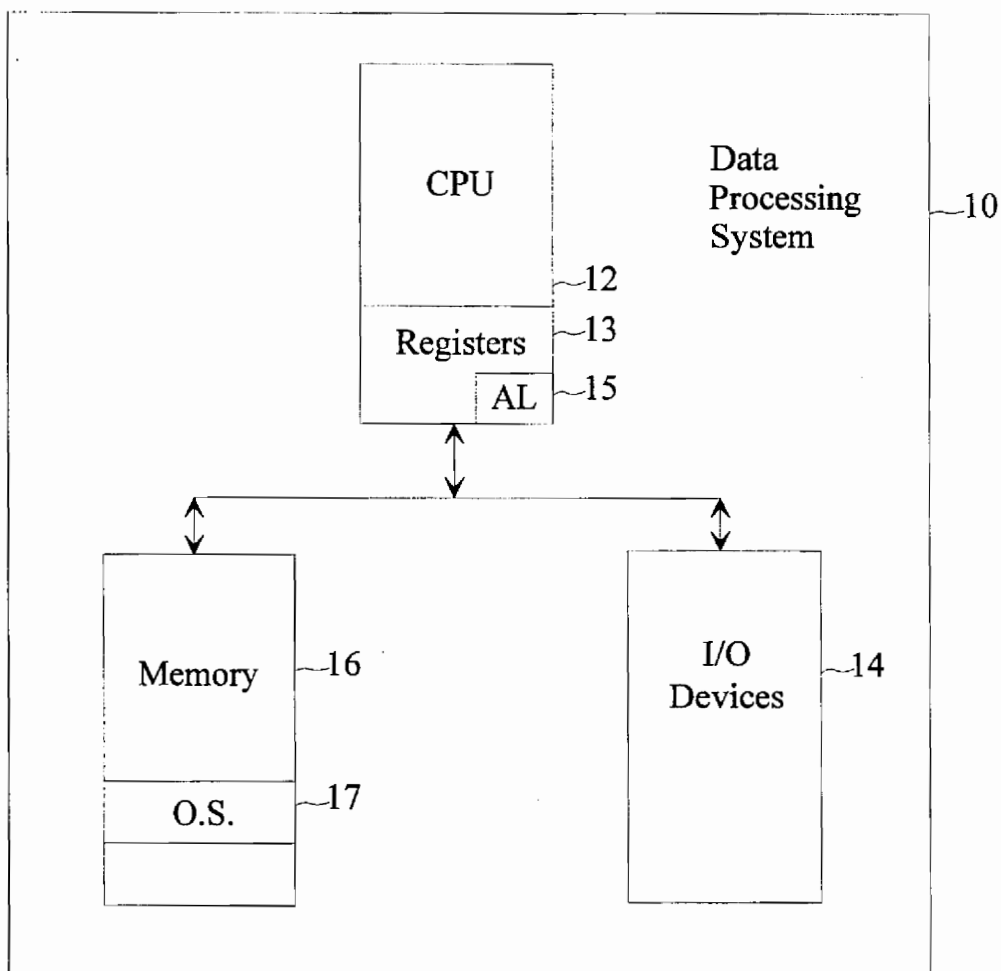 CPU
Data
Processing
System
10
12
Registers
13
AL
15
Memory
16
I/O
Devices
14
O.S.
17